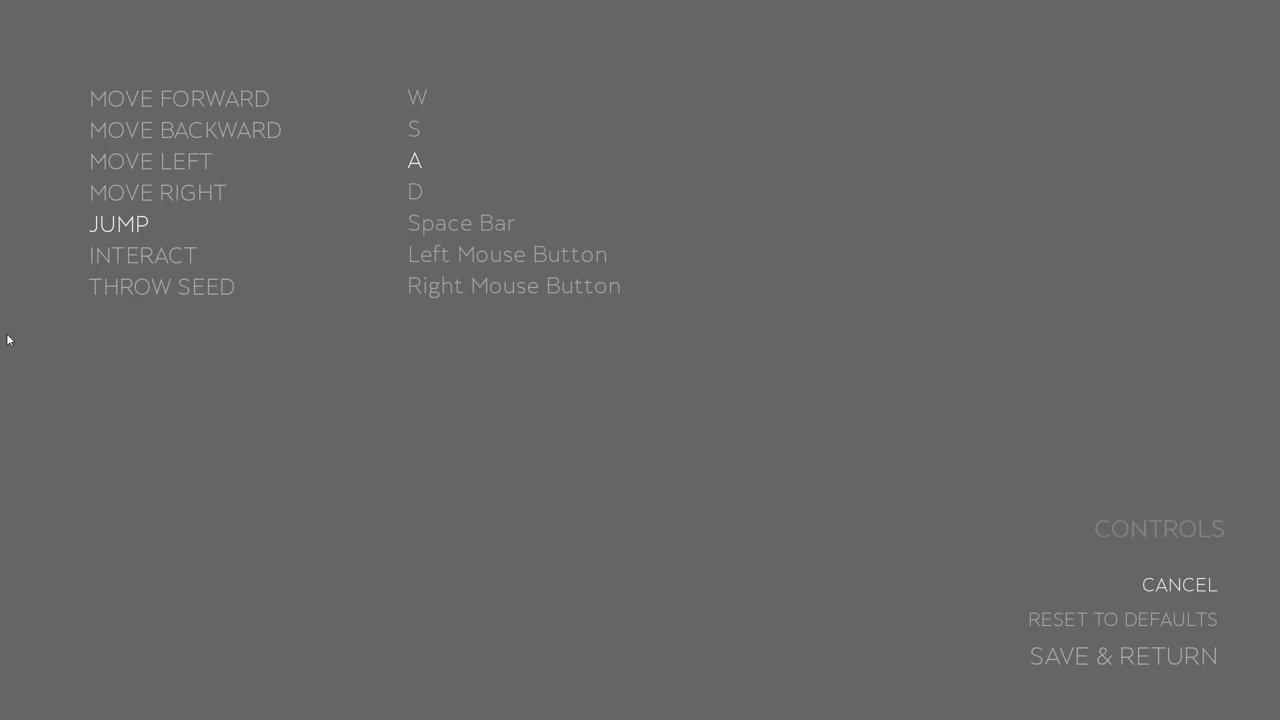 MOVE FORWARD W
MOVE BACKWARD S
MOVE LEFT A
MOVE RIGHT D
JUMP Space Bar
INTERACT Left Mouse Button
THROW SEED Right Mouse Button
CONTROLS
CANCEL
RESET TO DEFAULTS
SAVE & RETURN